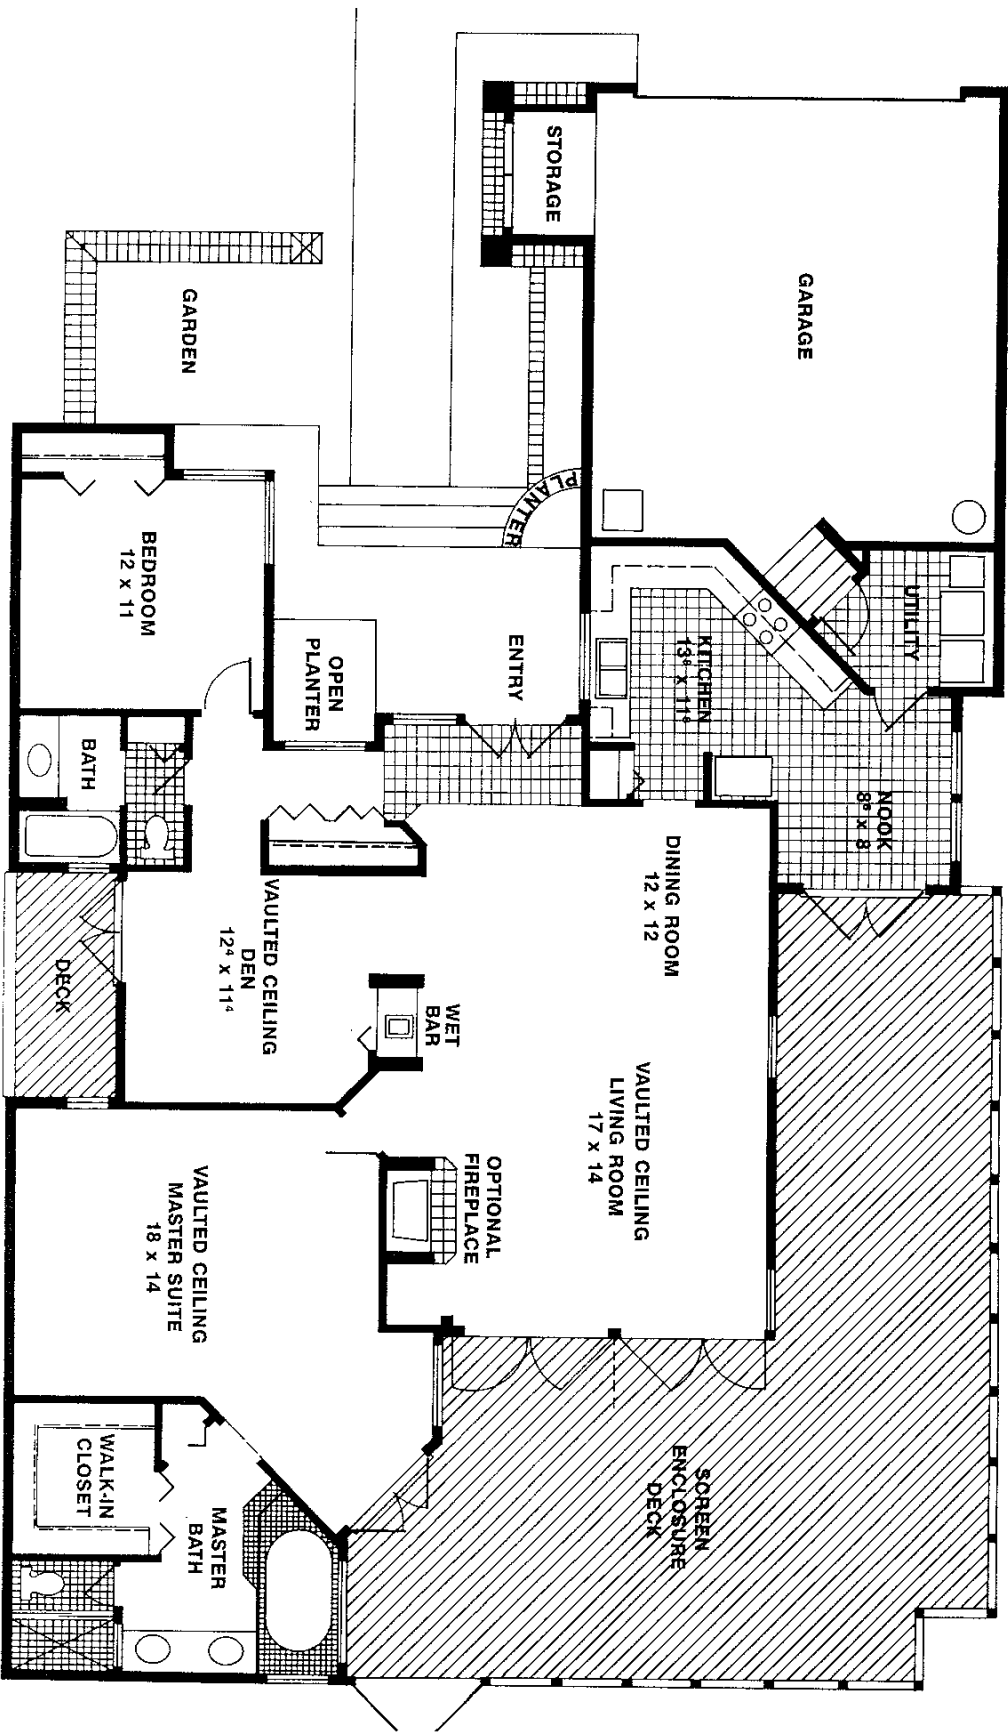 STORAGE
GARAGE
GARDEN
PLANTER
UTILITY
BEDROOM
12 x 11
OPEN
PLANTER
ENTRY
KITCHEN
13⁶ x 11⁶
NOOK
8⁶ x 8
BATH
DINING ROOM
12 x 12
VAULTED CEILING
DEN
12⁴ x 11⁴
DECK
WET
BAR
VAULTED CEILING
LIVING ROOM
17 x 14
OPTIONAL
FIREPLACE
VAULTED CEILING
MASTER SUITE
18 x 14
SCREEN
ENCLOSURE
DECK
WALK-IN
CLOSET
MASTER
BATH